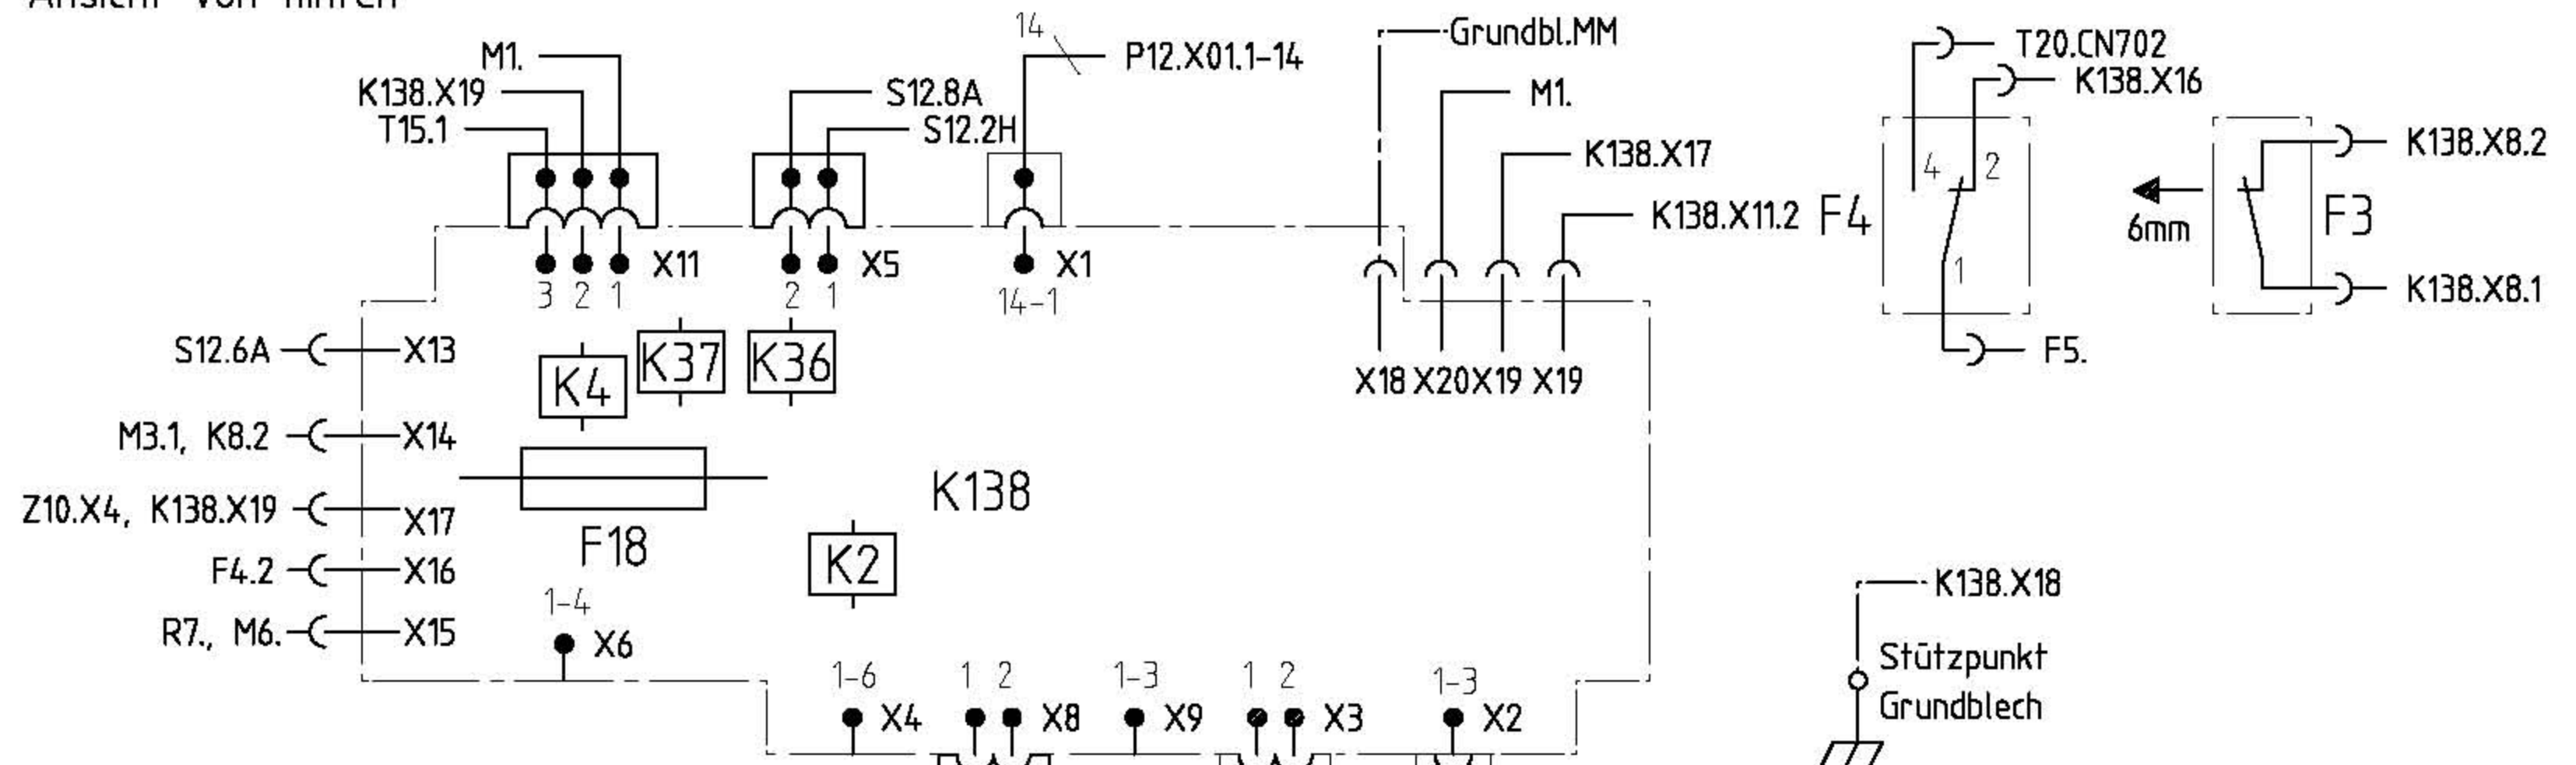 Ansicht von hinten
14
Grundbl.MM
M1.
P12.X01.1-14
T20.CN702
K138.X19
S12.8A
M1.
K138.X16
T15.1
S12.2H
K138.X17
4
2
K138.X8.2
K138.X11.2
F4
6mm
F3
X11
X5
X1
1
3 2 1
2 1
14-1
K138.X8.1
S12.6A
X13
K4
K37
K36
X18 X20 X19 X19
F5.
M3.1, K8.2
X14
K138
Z10.X4, K138.X19
X17
F18
F4.2
X16
K2
K138.X18
1-4
R7., M6.
X15
X6
Stützpunkt
Grundblech
1-6
1 2
1-3
1 2
1-3
X4
X8
X9
X3
X2